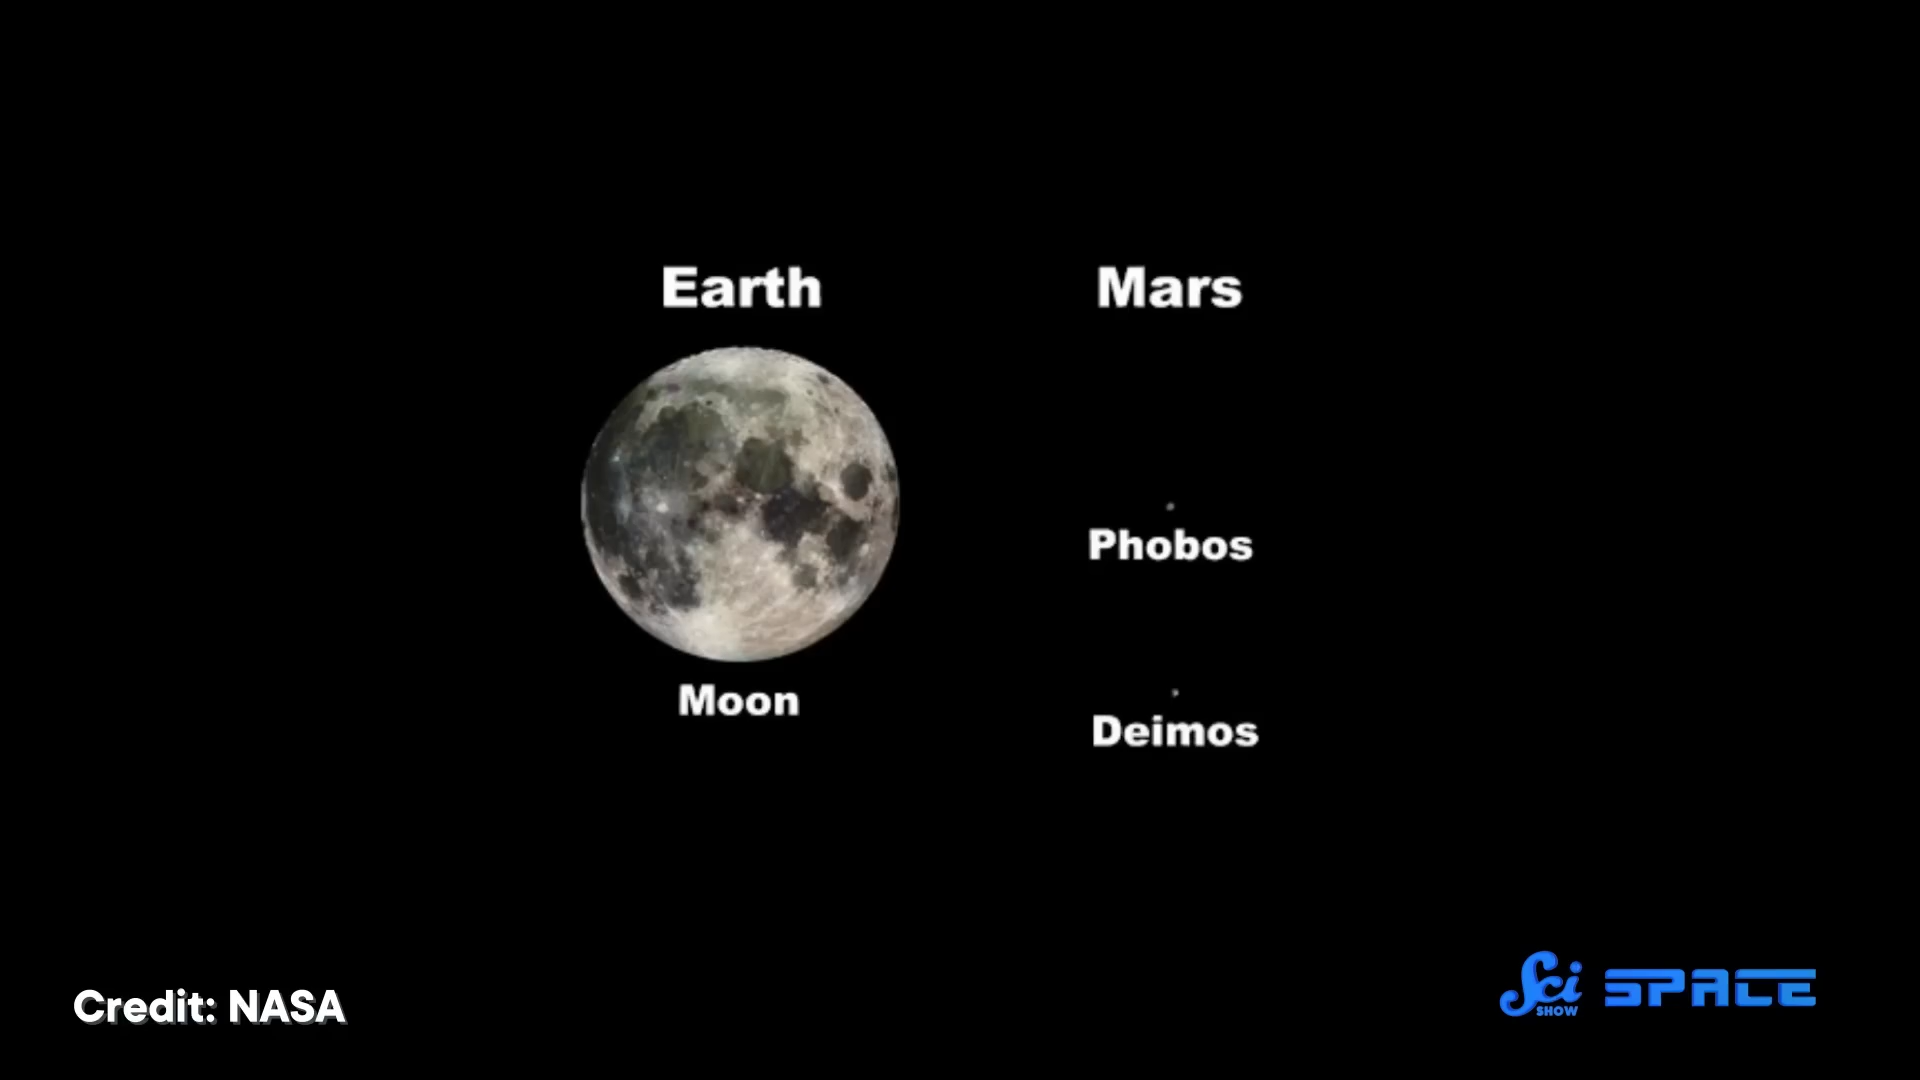 Earth
Moon
Mars
Phobos
Deimos
Credit: NASA
Sci SHOW SPACE